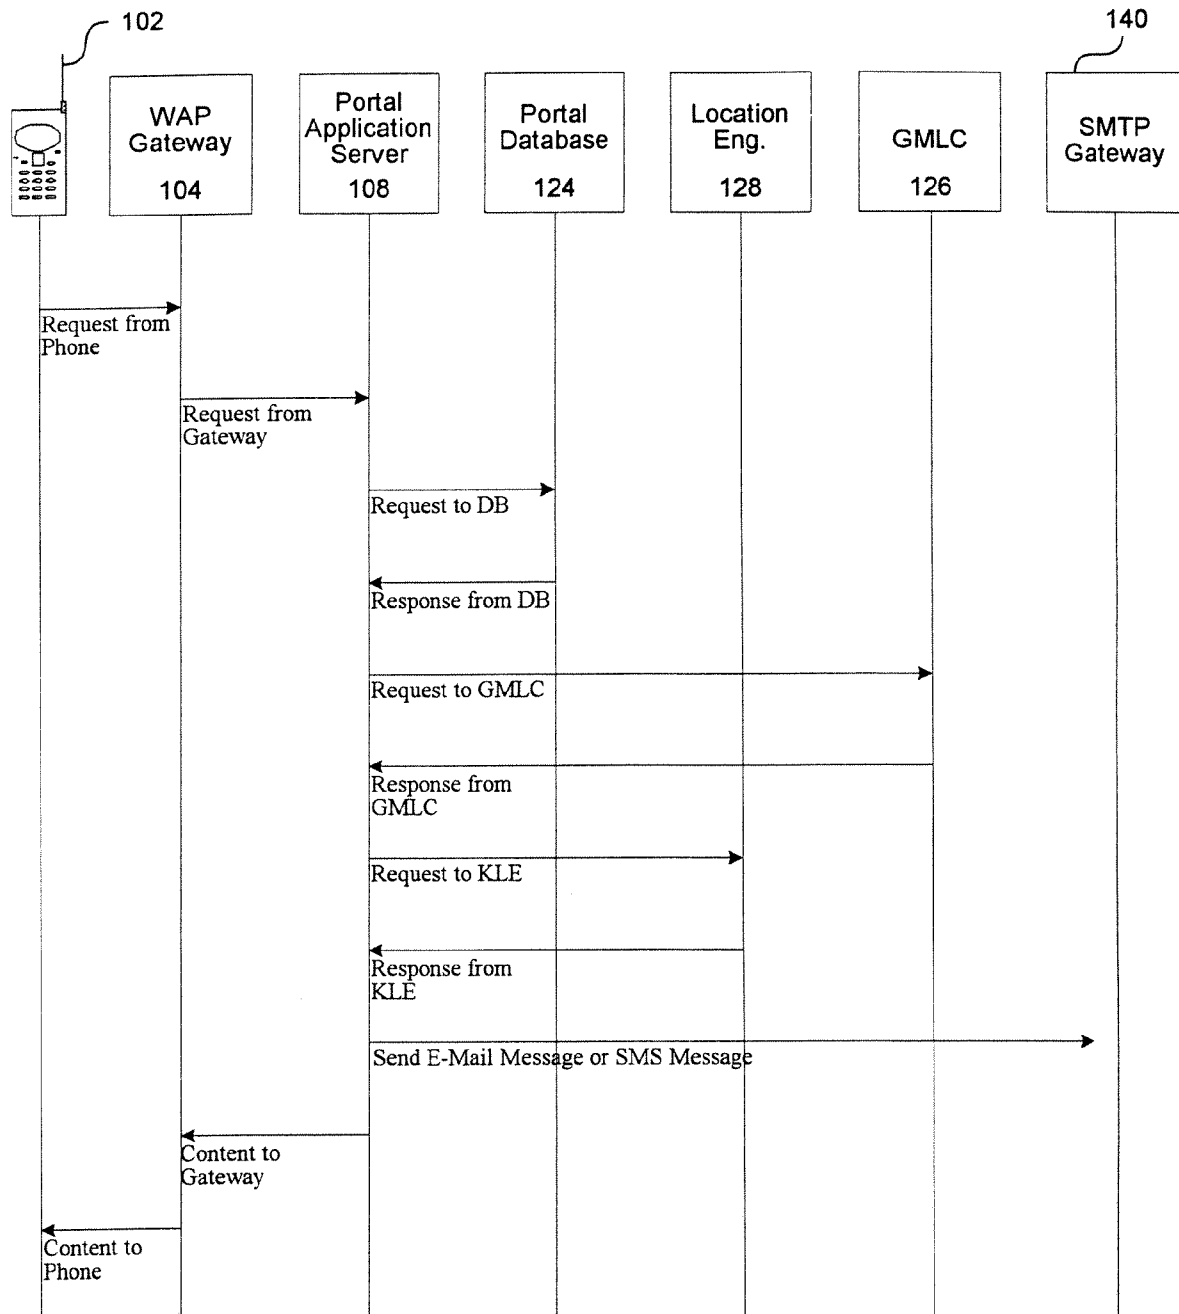 102
140
WAP
Gateway
104
Portal
Application
Server
108
Portal
Database
124
Location
Eng.
128
GMLC
126
SMTP
Gateway
Request from
Phone
Request from
Gateway
Request to DB
Response from DB
Request to GMLC
Response from
GMLC
Request to KLE
Response from
KLE
Send E-Mail Message or SMS Message
Content to
Gateway
Content to
Phone